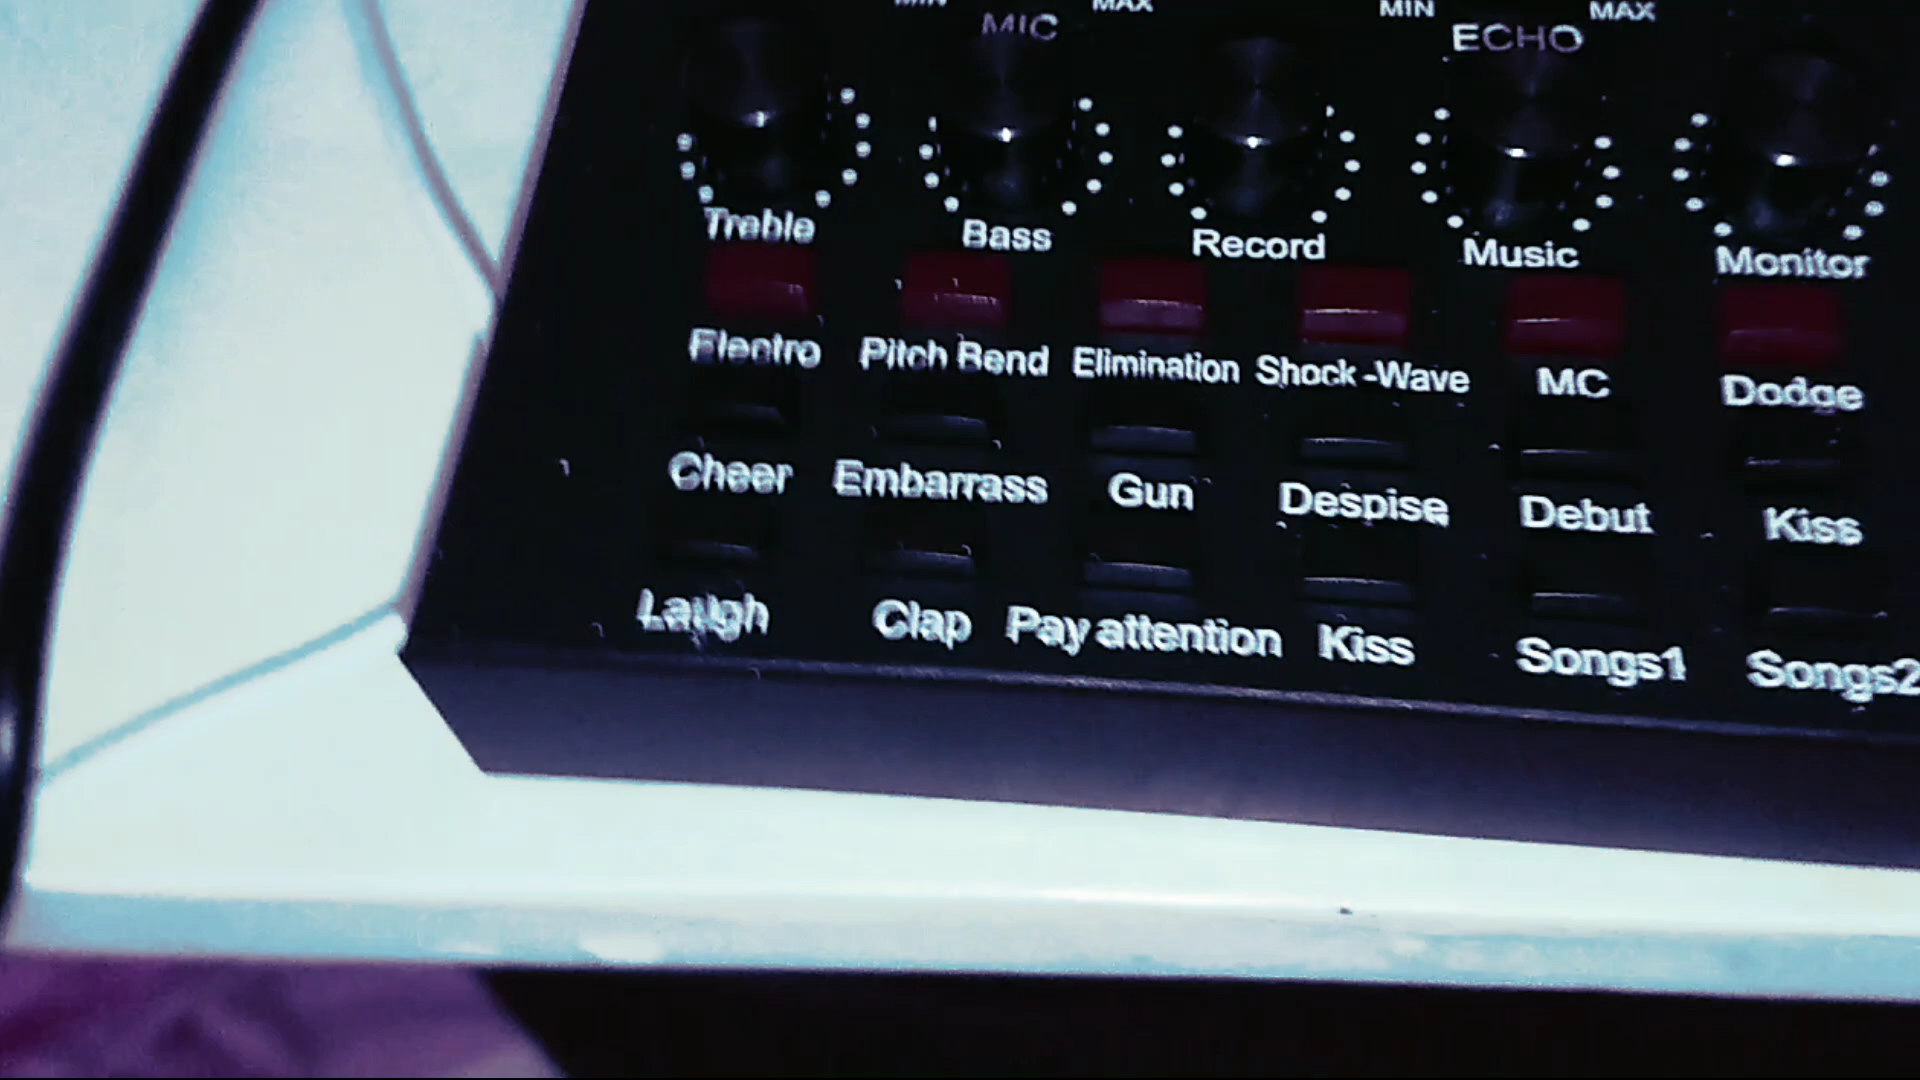 MIN MAX MIN MAX
MIC ECHO
Treble Bass Record Music Monitor
Electro Pitch Bend Elimination Shock-Wave MC Dodge
Cheer Embarrass Gun Despise Debut Kiss
Laugh Clap Pay attention Kiss Songs1 Songs2